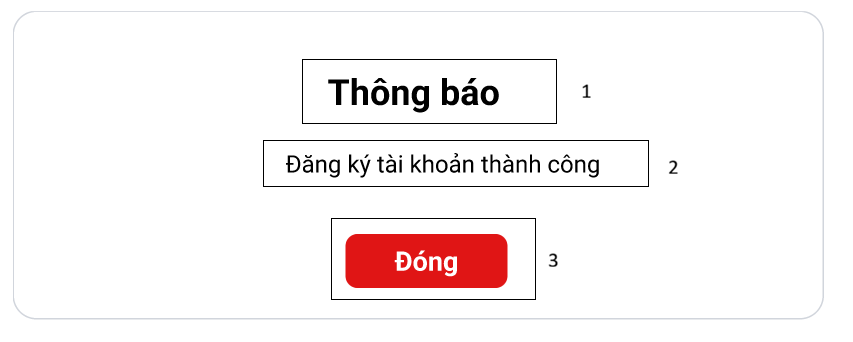 Thông báo 1
Đăng ký tài khoản thành công 2
Đóng 3